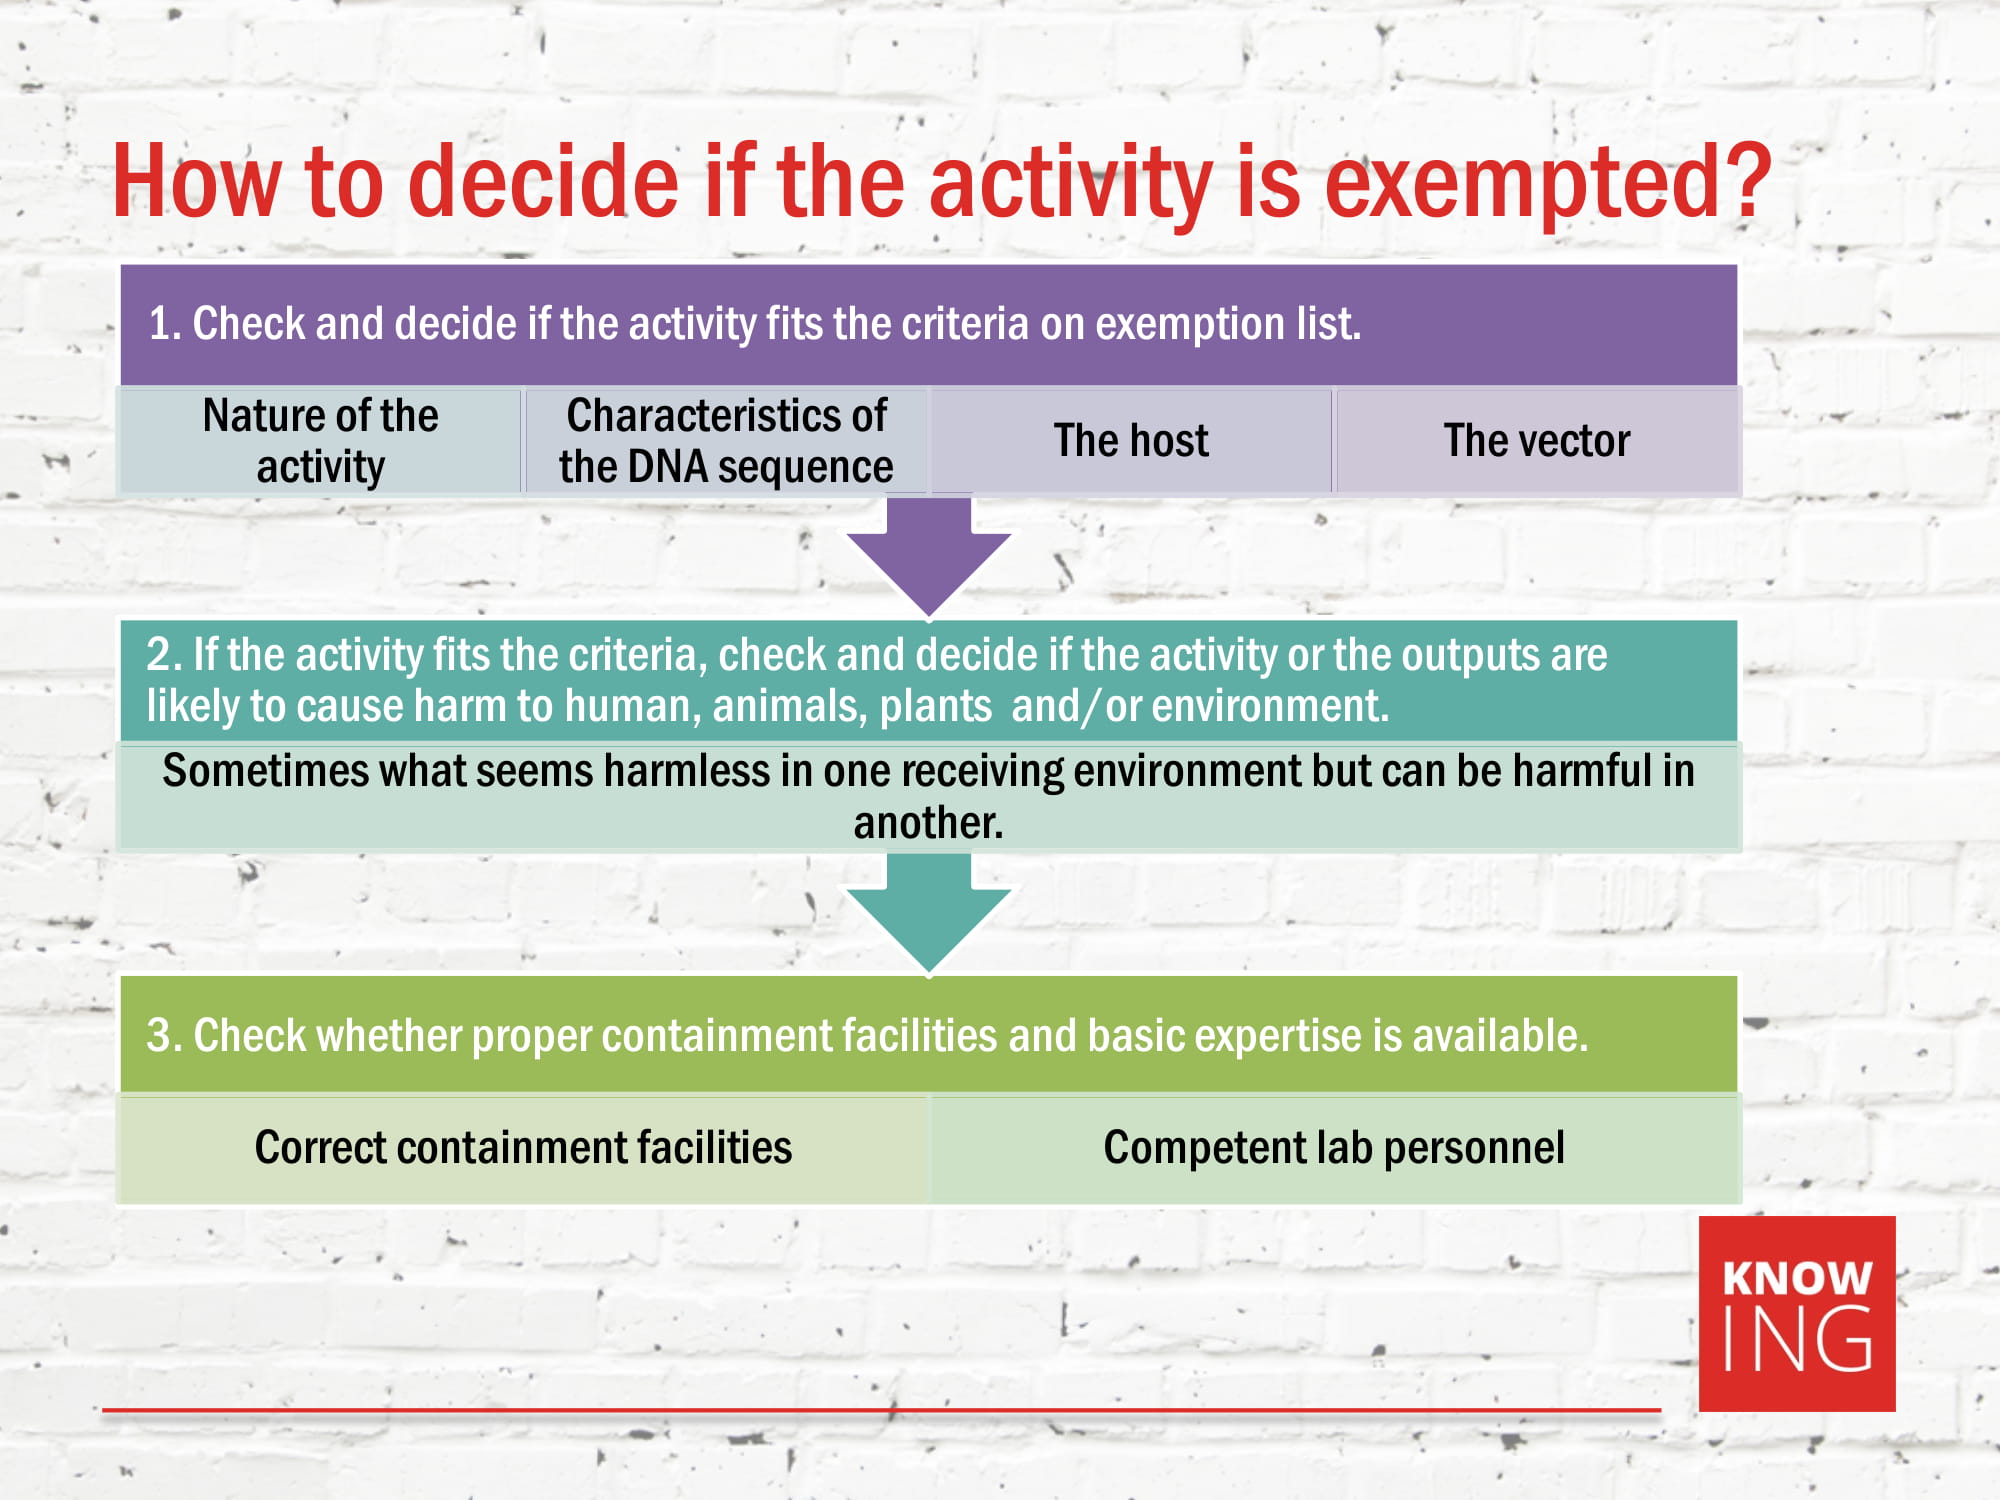 How to decide if the activity is exempted?
1. Check and decide if the activity fits the criteria on exemption list.
Nature of the
activity
Characteristics of
the DNA sequence
The host
The vector
2. If the activity fits the criteria, check and decide if the activity or the outputs are
likely to cause harm to human, animals, plants  and/or environment.
Sometimes what seems harmless in one receiving environment but can be harmful in
another.
3. Check whether proper containment facilities and basic expertise is available.
Correct containment facilities
Competent lab personnel
KNOW
ING